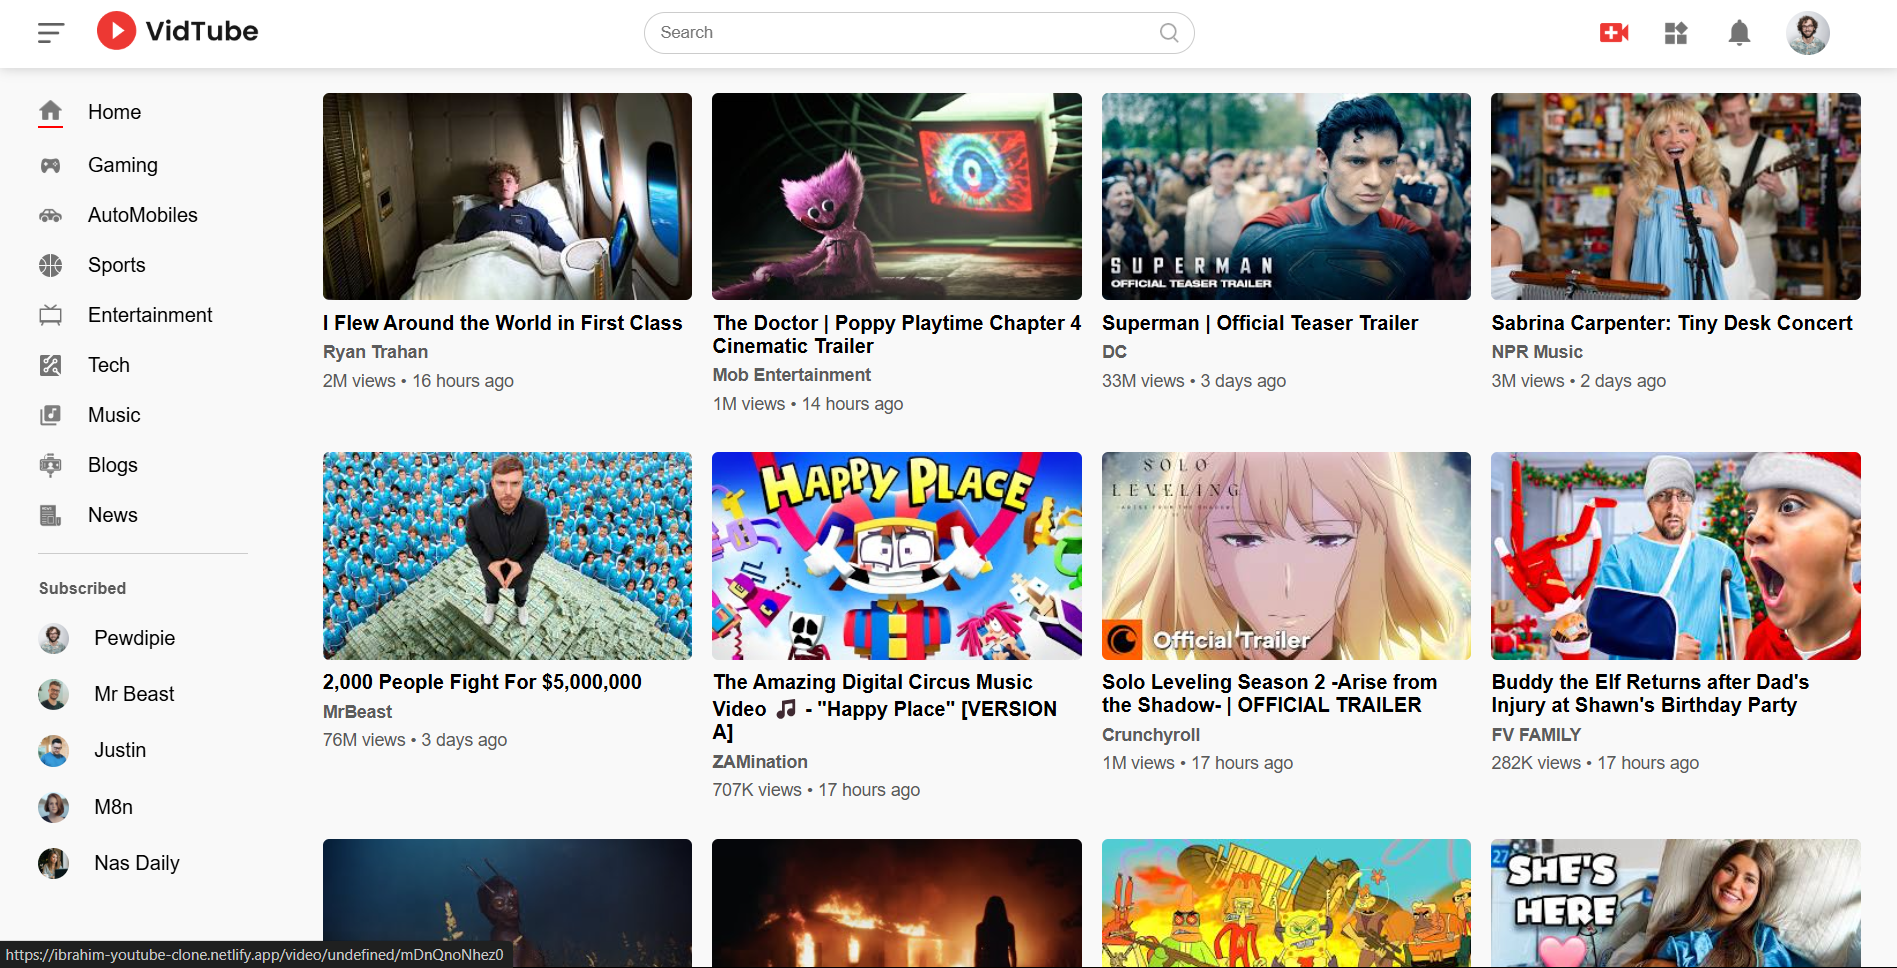 VidTube
Search
Home
Gaming
AutoMobiles
Sports
Entertainment
Tech
Music
Blogs
News
Subscribed
Pewdipie
Mr Beast
Justin
M8n
Nas Daily
I Flew Around the World in First Class
Ryan Trahan
2M views • 16 hours ago
The Doctor | Poppy Playtime Chapter 4
Cinematic Trailer
Mob Entertainment
1M views • 14 hours ago
SUPERMAN
OFFICIAL TEASER TRAILER
Superman | Official Teaser Trailer
DC
33M views • 3 days ago
Sabrina Carpenter: Tiny Desk Concert
NPR Music
3M views • 2 days ago
2,000 People Fight For $5,000,000
MrBeast
76M views • 3 days ago
HAPPY PLACE
The Amazing Digital Circus Music
Video 🎵 - "Happy Place" [VERSION
A]
ZAMination
707K views • 17 hours ago
SOLO
LEVELING
-ARISE FROM THE SHADOW-
Official Trailer
Solo Leveling Season 2 -Arise from
the Shadow- | OFFICIAL TRAILER
Crunchyroll
1M views • 17 hours ago
Buddy the Elf Returns after Dad's
Injury at Shawn's Birthday Party
FV FAMILY
282K views • 17 hours ago
27
SHE'S
HERE
https://ibrahim-youtube-clone.netlify.app/video/undefined/mDnQnoNhez0